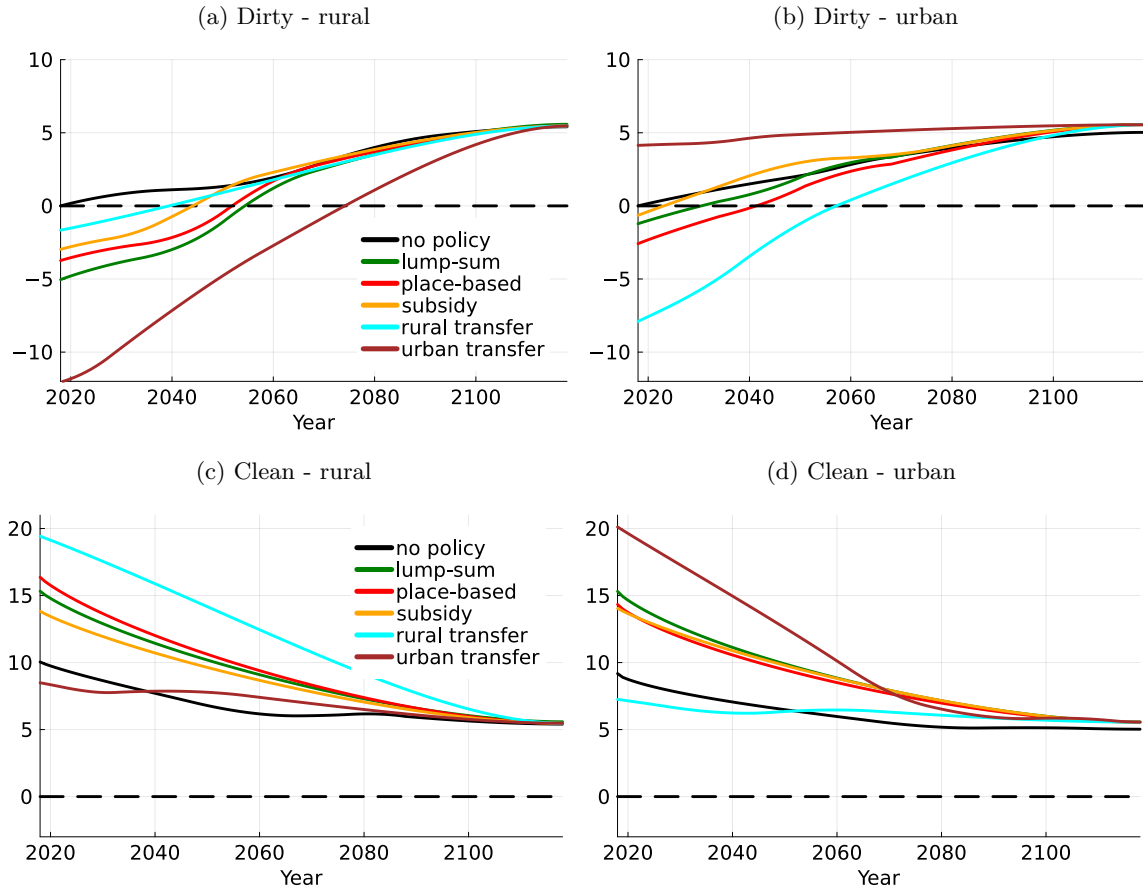 (a) Dirty - rural
10
5
0
−5
−10
no policy
lump-sum
place-based
subsidy
rural transfer
urban transfer
2020 2040 2060 2080 2100
Year
(b) Dirty - urban
10
5
0
−5
−10
2020 2040 2060 2080 2100
Year
(c) Clean - rural
20
15
10
5
0
no policy
lump-sum
place-based
subsidy
rural transfer
urban transfer
2020 2040 2060 2080 2100
Year
(d) Clean - urban
20
15
10
5
0
2020 2040 2060 2080 2100
Year